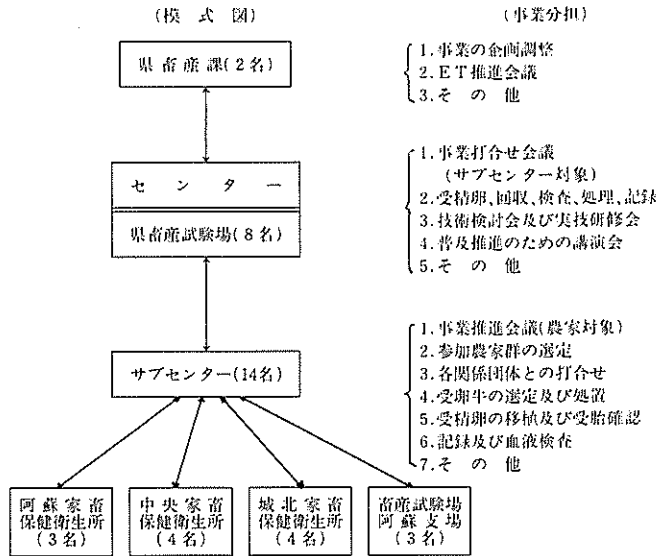 (模式図)
(事業分担)
県畜産課(2名)
1.事業の企画調整
2.ET推進会議
3.その他
センター
県畜産試験場(8名)
1.事業打合せ会議
(サブセンター対象)
2.受精卵、回収、検査、処理、記録
3.技術検討会及び実技研修会
4.普及推進のための講演会
5.その他
サブセンター(14名)
1.事業推進会議(農家対象)
2.参加農家群の選定
3.各関係団体との打合せ
4.受卵牛の選定及び処置
5.受精卵の移植及び受胎確認
6.記録及び血液検査
7.その他
阿蘇家畜
保健衛生所
(3名)
中央家畜
保健衛生所
(4名)
城北家畜
保健衛生所
(4名)
畜産試験場
阿蘇支場
(3名)